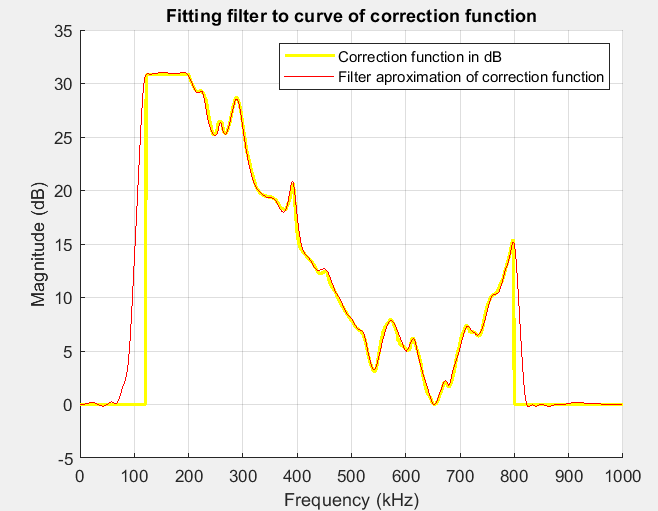 Fitting filter to curve of correction function
Correction function in dB
Filter aproximation of correction function
Magnitude (dB)
35
30
25
20
15
10
5
0
-5
0 100 200 300 400 500 600 700 800 900 1000
Frequency (kHz)